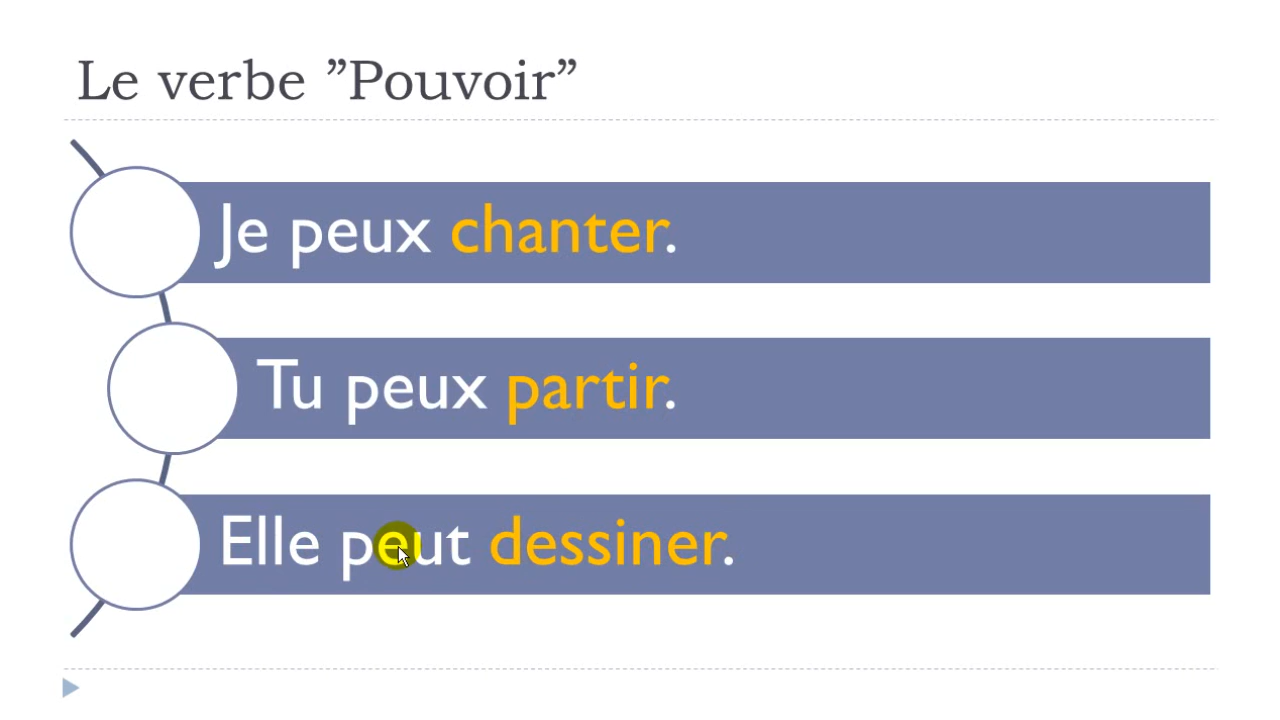 Le verbe ”Pouvoir”
Je peux chanter.
Tu peux partir.
Elle peut dessiner.